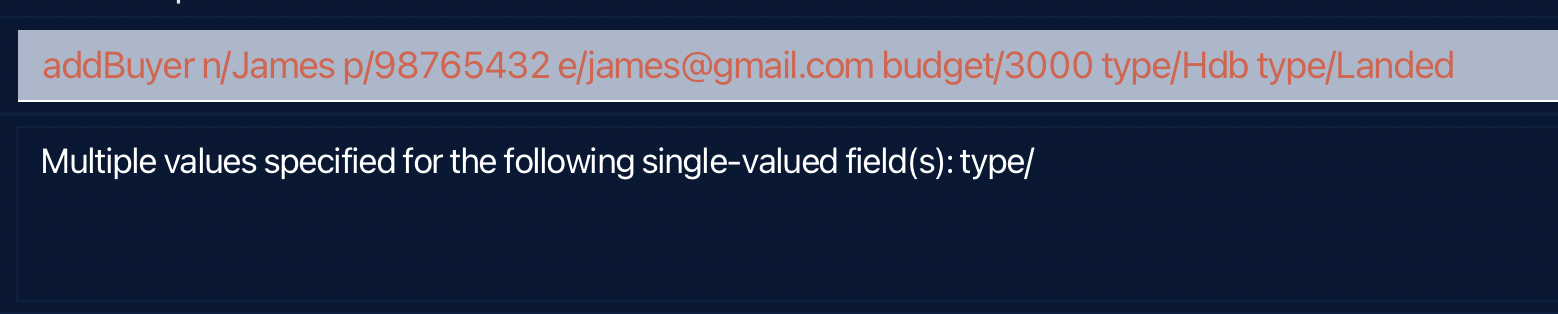 addBuyer n/James p/98765432 e/james@gmail.com budget/3000 type/Hdb type/Landed
Multiple values specified for the following single-valued field(s): type/